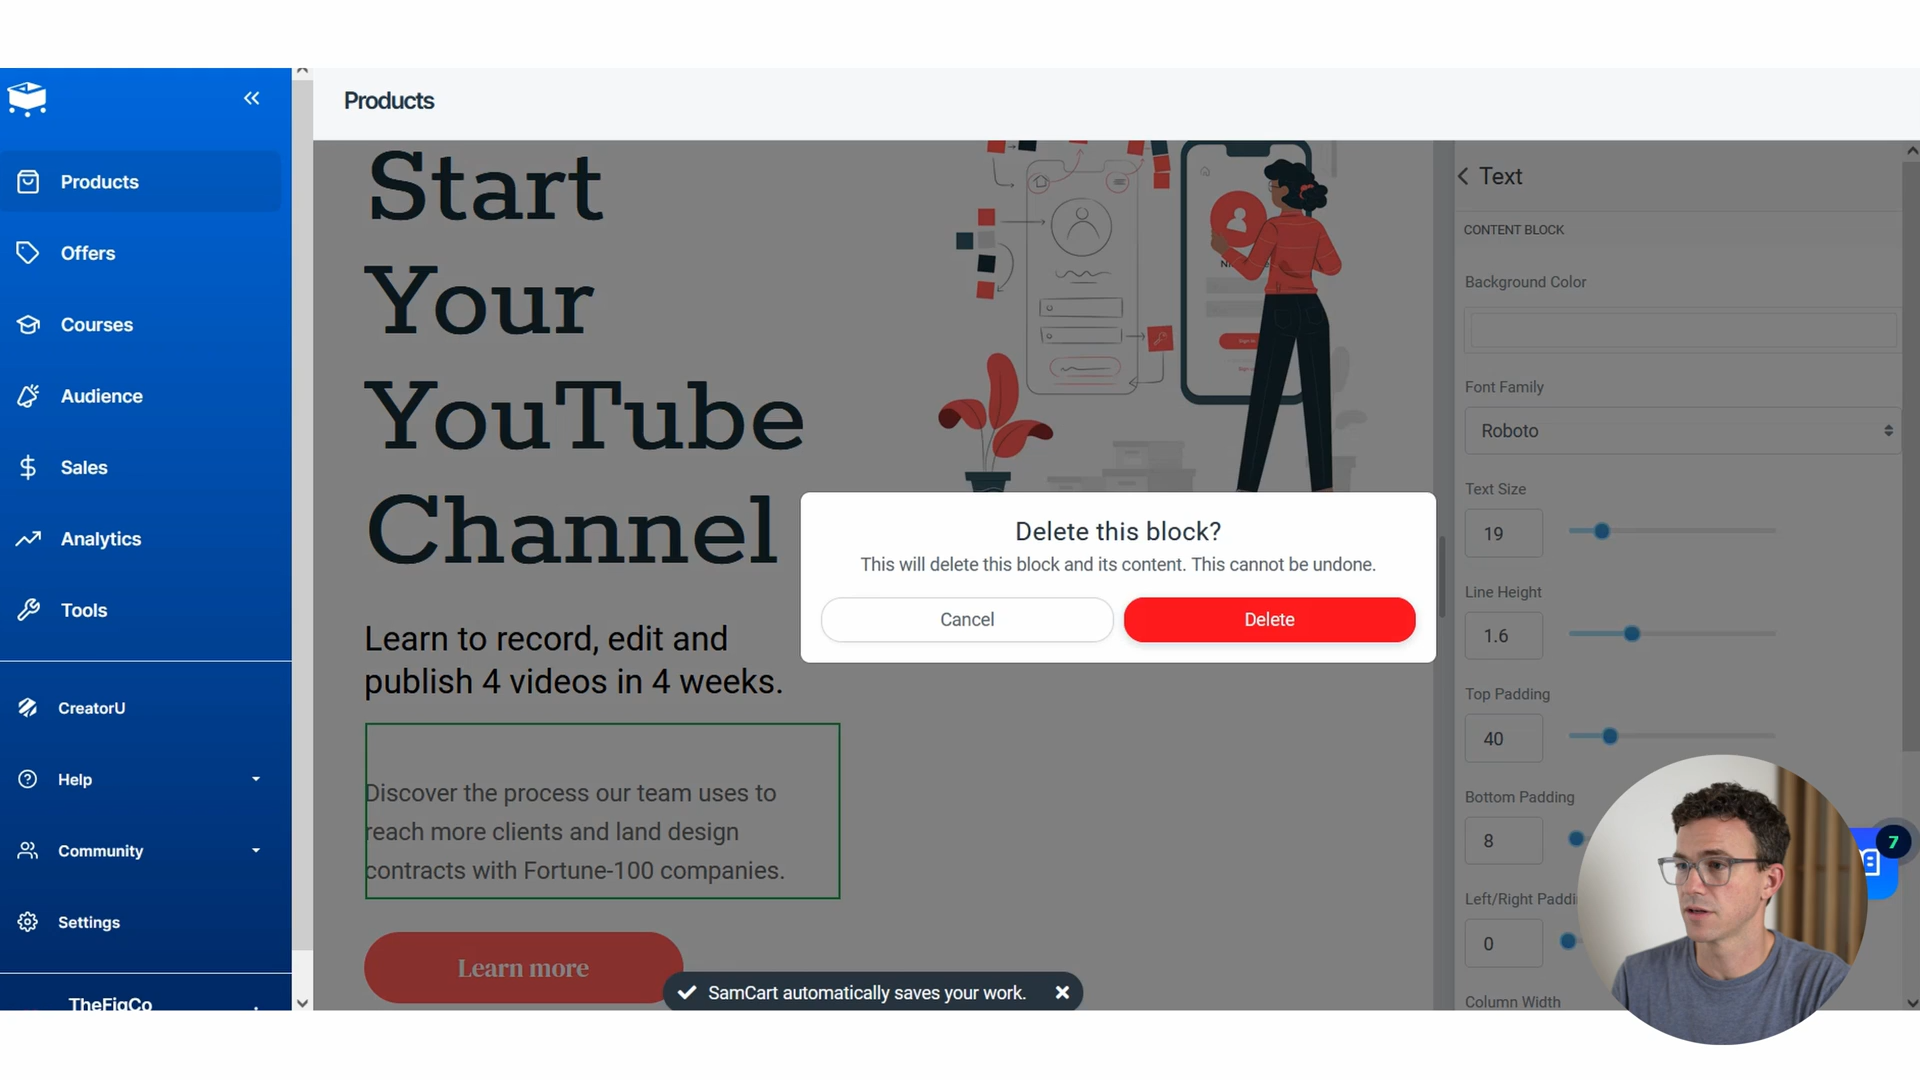 Products
Products
Offers
Courses
Audience
Sales
Analytics
Tools
CreatorU
Help
Community
Settings
TheFigCo
Start
Your
YouTube
Channel
Learn to record, edit and
publish 4 videos in 4 weeks.
Discover the process our team uses to
reach more clients and land design
contracts with Fortune-100 companies.
Learn more
Delete this block?
This will delete this block and its content. This cannot be undone.
Cancel
Delete
SamCart automatically saves your work.
Text
CONTENT BLOCK
Background Color
Font Family
Roboto
Text Size
19
Line Height
1.6
Top Padding
40
Bottom Padding
8
Left/Right
0
Column Width
7